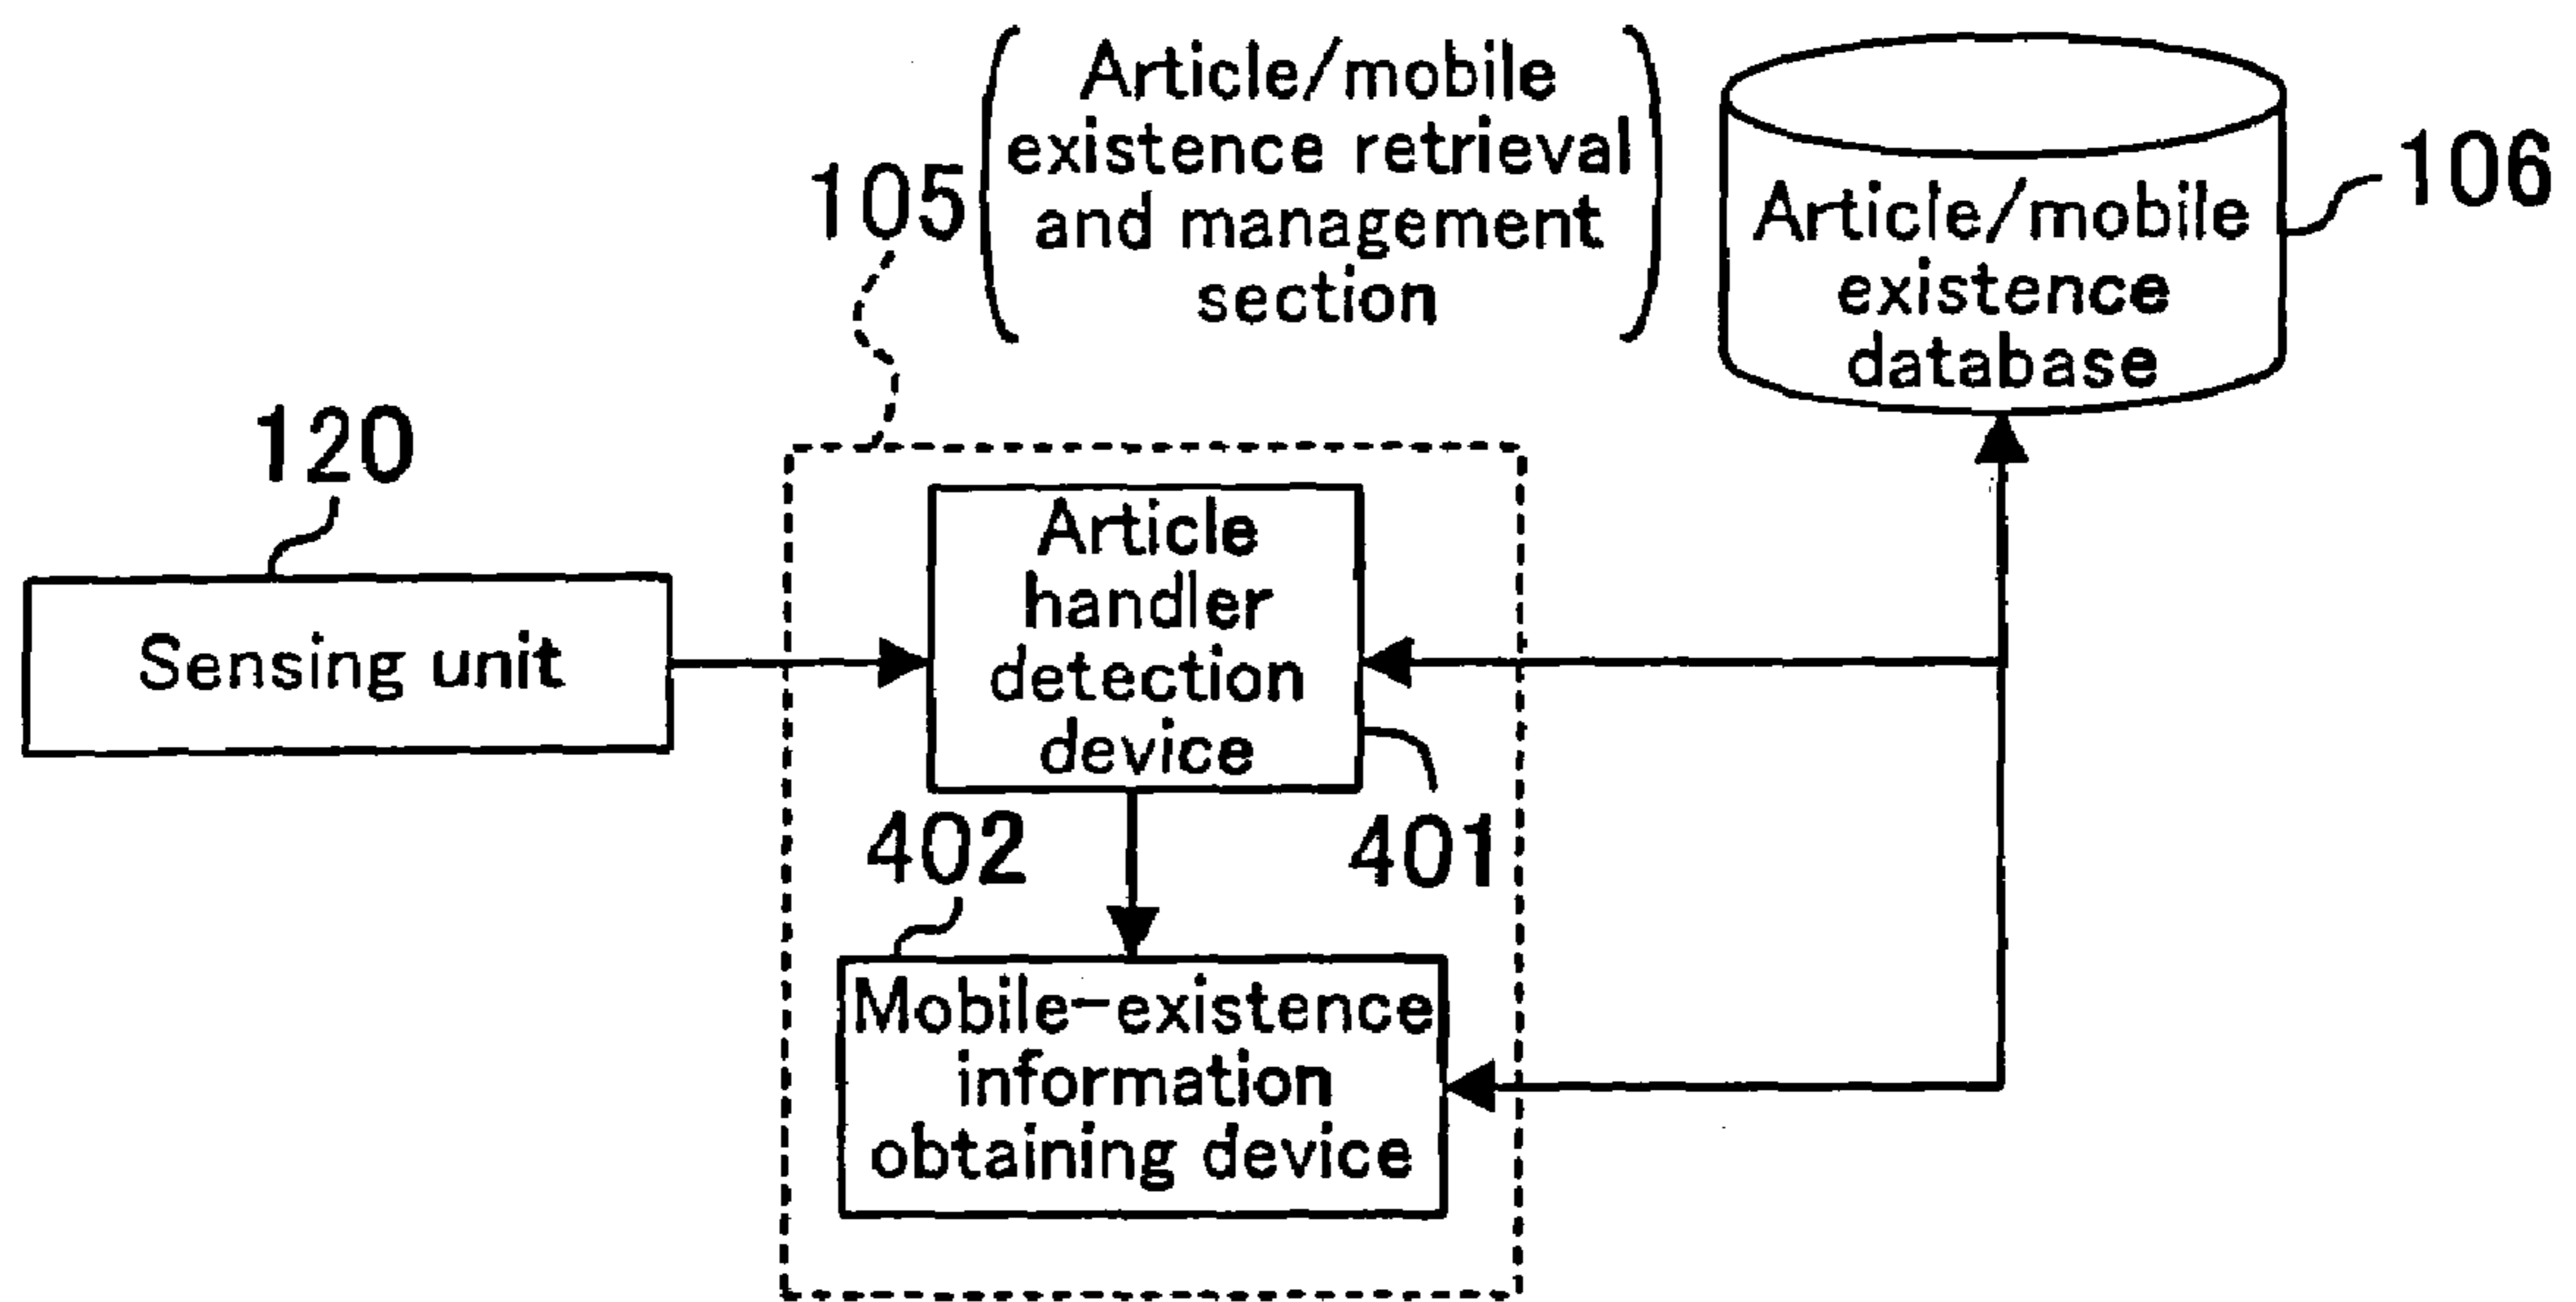 105
Article/mobile
existence retrieval
and management
section
Article/mobile
existence
database
106
120
Sensing unit
Article
handler
detection
device
401
402
Mobile-existence
information
obtaining device